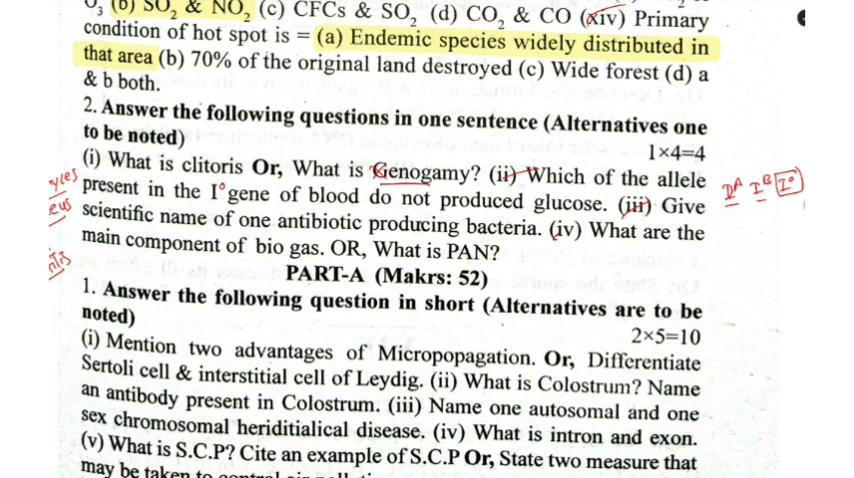 O₃ (b) SO₂ & NO₂ (c) CFCs & SO₂ (d) CO₂ & CO (xiv) Primary
condition of hot spot is = (a) Endemic species widely distributed in
that area (b) 70% of the original land destroyed (c) Wide forest (d) a
& b both.
2. Answer the following questions in one sentence (Alternatives one
to be noted)
1×4=4
(i) What is clitoris Or, What is Genogamy? (ii) Which of the allele
present in the I° gene of blood do not produced glucose. (iii) Give
scientific name of one antibiotic producing bacteria. (iv) What are the
main component of bio gas. OR, What is PAN?
Iᴬ Iᴮ I°
PART-A (Makrs: 52)
1. Answer the following question in short (Alternatives are to be
noted)
2×5=10
(i) Mention two advantages of Micropopagation. Or, Differentiate
Sertoli cell & interstitial cell of Leydig. (ii) What is Colostrum? Name
an antibody present in Colostrum. (iii) Name one autosomal and one
sex chromosomal heriditialical disease. (iv) What is intron and exon.
(v) What is S.C.P? Cite an example of S.C.P Or, State two measure that
may be taken to control air